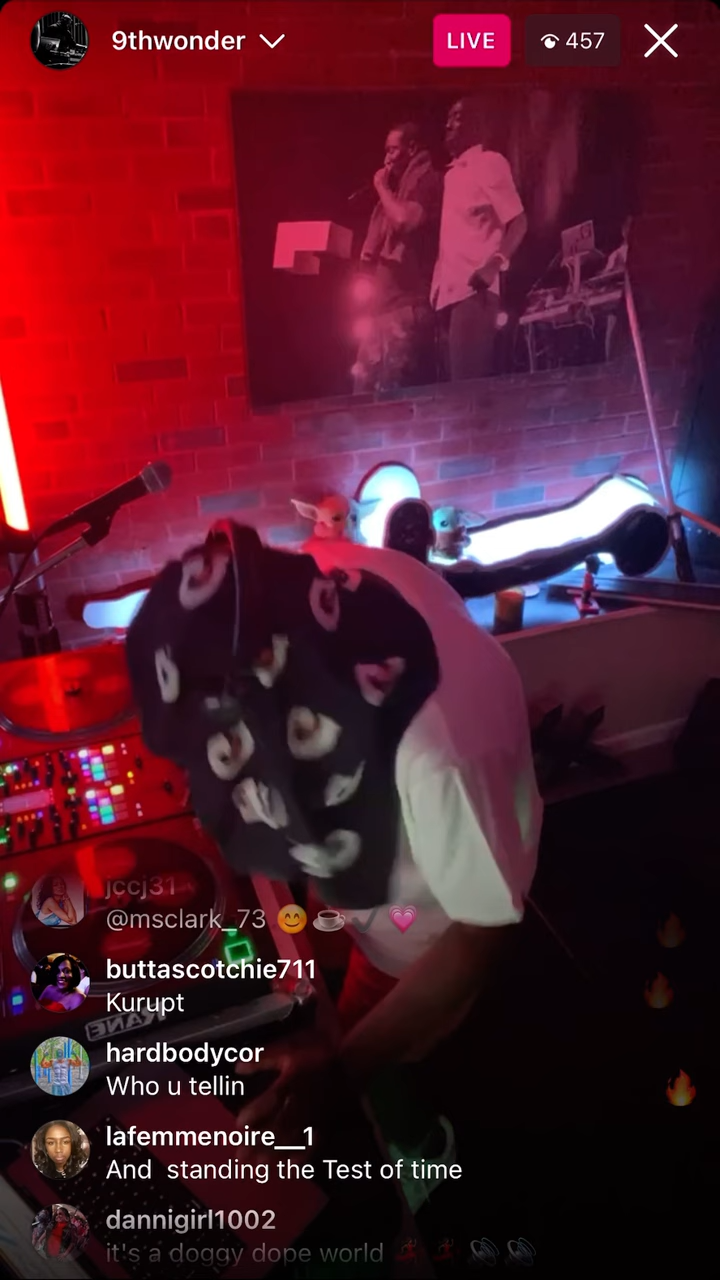 9thwonder
LIVE
457
jccj31
@msclark_73 😊 ☕ ✔ 💗
buttascotchie711
Kurupt
RANE
hardbodycor
Who u tellin
lafemmenoire__1
And  standing the Test of time
dannigirl1002
it's a doggy dope world 💃 💃 🔊 🔊